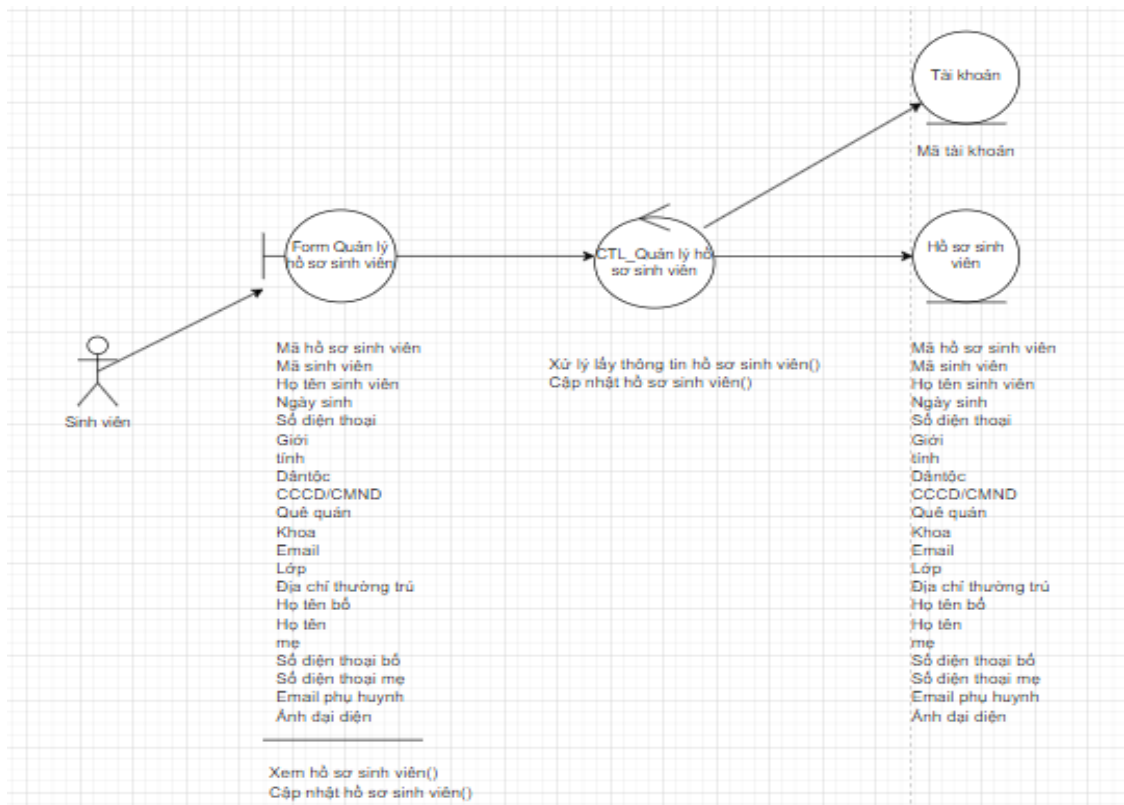 Tài khoản
Mã tài khoản
Form Quản lý
hồ sơ sinh viên
CTL_Quản lý hồ
sơ sinh viên
Hồ sơ sinh
viên
Sinh viên
Mã hồ sơ sinh viên
Mã sinh viên
Họ tên sinh viên
Ngày sinh
Số điện thoại
Giới
tính
Dântộc
CCCD/CMND
Quê quán
Khoa
Email
Lớp
Địa chỉ thường trú
Họ tên bố
Họ tên
mẹ
Số điện thoại bố
Số điện thoại mẹ
Email phụ huynh
Ảnh đại diện
Xem hồ sơ sinh viên()
Cập nhật hồ sơ sinh viên()
Xử lý lấy thông tin hồ sơ sinh viên()
Cập nhật hồ sơ sinh viên()
Mã hồ sơ sinh viên
Mã sinh viên
Họ tên sinh viên
Ngày sinh
Số điện thoại
Giới
tính
Dântộc
CCCD/CMND
Quê quán
Khoa
Email
Lớp
Địa chỉ thường trú
Họ tên bố
Họ tên
mẹ
Số điện thoại bố
Số điện thoại mẹ
Email phụ huynh
Ảnh đại diện